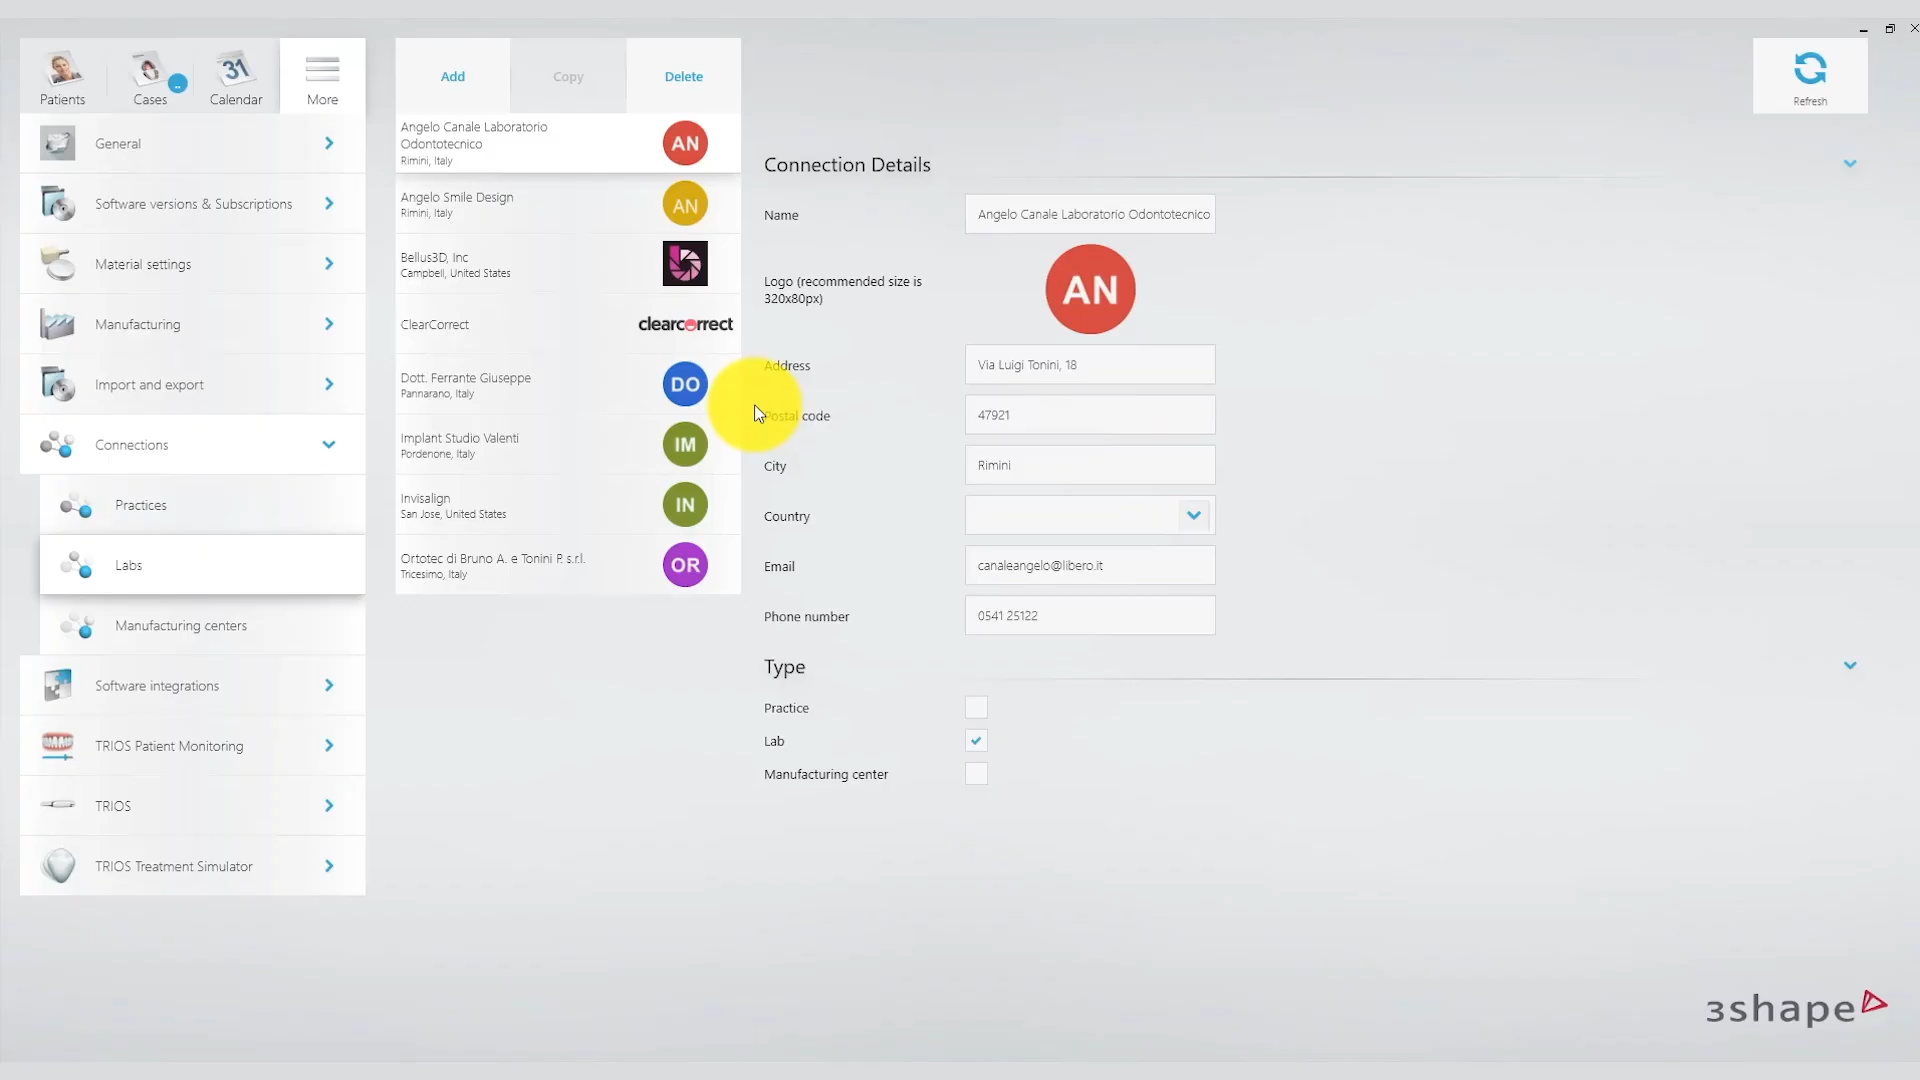 Patients
Cases
31
Calendar
More
General
Software versions & Subscriptions
Material settings
Manufacturing
Import and export
Connections
Practices
Labs
Manufacturing centers
Software integrations
TRIOS Patient Monitoring
TRIOS
TRIOS Treatment Simulator
Add
Copy
Delete
Angelo Canale Laboratorio
Odontotecnico
Rimini, Italy
AN
Angelo Smile Design
Rimini, Italy
AN
Bellus3D, Inc
Campbell, United States
ClearCorrect
clearcorrect
Dott. Ferrante Giuseppe
Pannarano, Italy
DO
Implant Studio Valenti
Pordenone, Italy
IM
Invisalign
San Jose, United States
IN
Ortotec di Bruno A. e Tonini P. s.r.l.
Tricesimo, Italy
OR
Refresh
Connection Details
Name
Angelo Canale Laboratorio Odontotecnico
Logo (recommended size is
320x80px)
AN
Address
Via Luigi Tonini, 18
Postal code
47921
City
Rimini
Country
Email
canaleangelo@libero.it
Phone number
0541 25122
Type
Practice
Lab
Manufacturing center
3shape